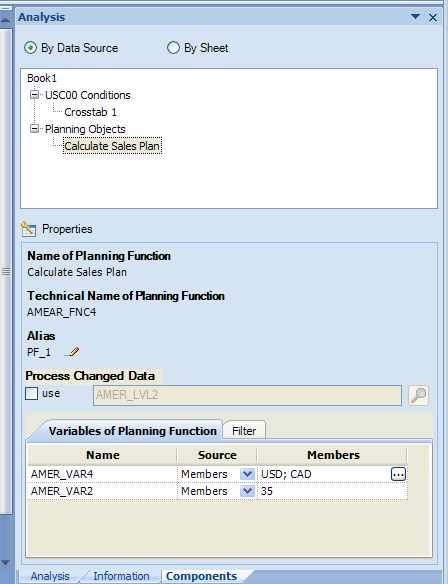 Analysis
By Data Source By Sheet
Book1
USC00 Conditions
Crosstab 1
Planning Objects
Calculate Sales Plan
Properties
Name of Planning Function
Calculate Sales Plan
Technical Name of Planning Function
AMEAR_FNC4
Alias
PF_1
Process Changed Data
use AMER_LVL2
Variables of Planning Function Filter
Name Source Members
AMER_VAR4 Members USD; CAD ...
AMER_VAR2 Members 35
Analysis Information Components